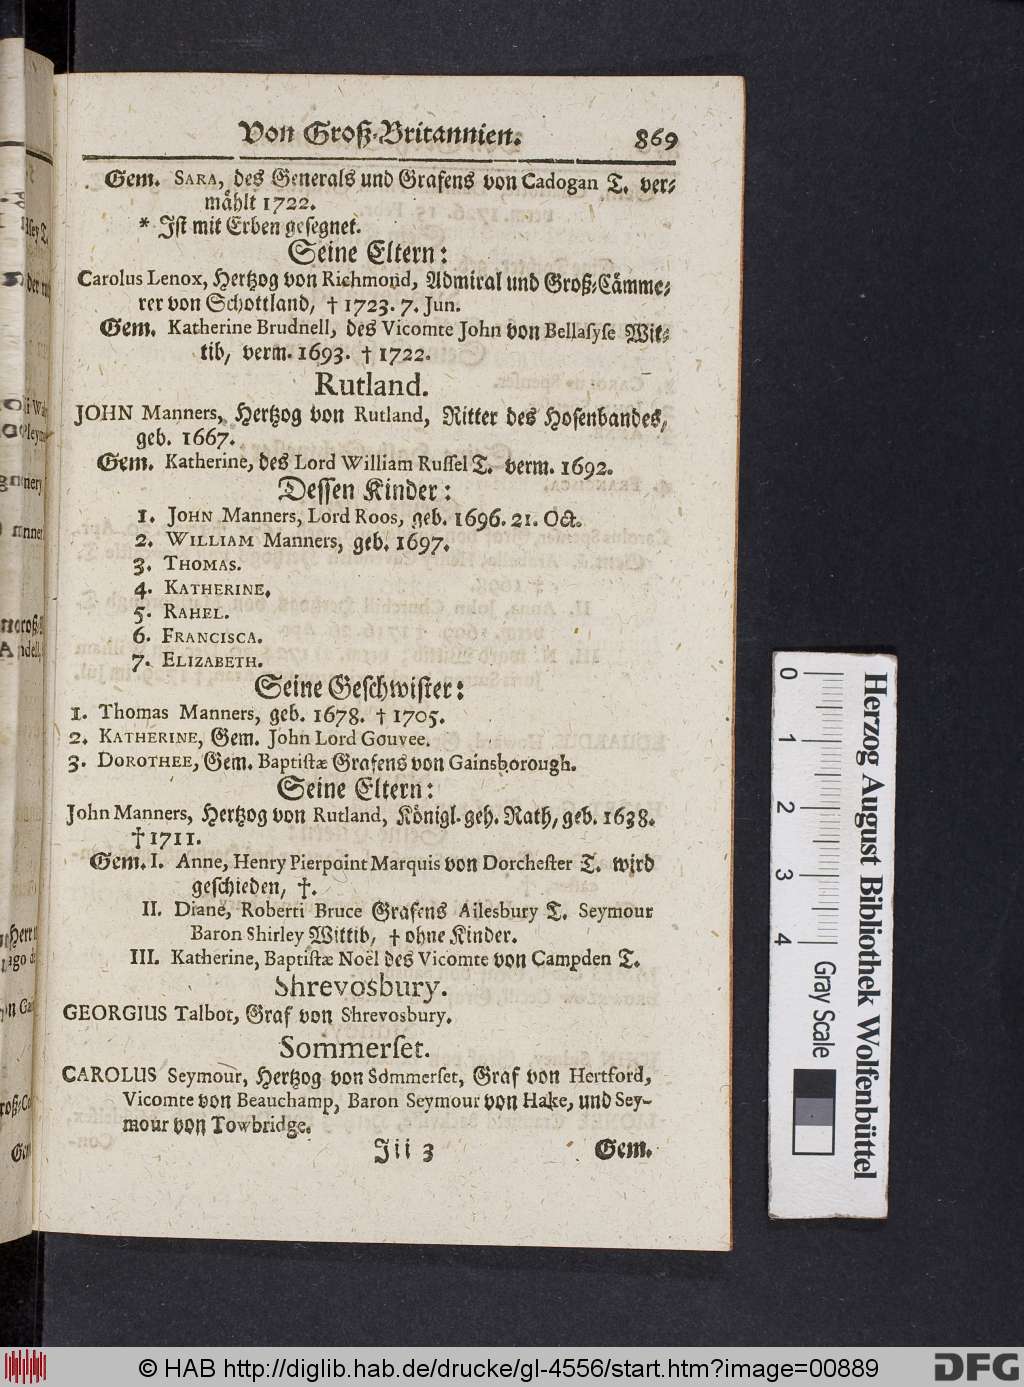 Von Groß-Britannien. 869
Gem. SARA, des Generals und Grafens von Cadogan T. ver-
mählt 1722.
* Ist mit Erben gesegnet.
Seine Eltern:
Carolus Lenox, Hertzog von Richmond, Admiral und Groß-Cämme-
rer von Schottland, † 1723. 7. Jun.
Gem. Katherine Brudnell, des Vicomte John von Bellasyse Wit-
tib, verm. 1693. † 1722.
Rutland.
JOHN Manners, Hertzog von Rutland, Ritter des Hosenbandes,
geb. 1667.
Gem. Katherine, des Lord William Russel T. verm. 1692.
Dessen Kinder:
1. JOHN Manners, Lord Roos, geb. 1696. 21. Oct.
2. WILLIAM Manners, geb. 1697.
3. THOMAS.
4. KATHERINE.
5. RAHEL.
6. FRANCISCA.
7. ELIZABETH.
Seine Geschwister:
1. Thomas Manners, geb. 1678. † 1705.
2. KATHERINE, Gem. John Lord Gouvee.
3. DOROTHEE, Gem. Baptistæ Grafens von Gainsborough.
Seine Eltern:
John Manners, Hertzog von Rutland, Königl. geh. Rath, geb. 1638.
† 1711.
Gem. I. Anne, Henry Pierpoint Marquis von Dorchester T. wird
geschieden, †.
II. Diane, Roberti Bruce Grafens Ailesbury T. Seymour
Baron Shirley Wittib, † ohne Kinder.
III. Katherine, Baptistæ Noël des Vicomte von Campden T.
Shrevosbury.
GEORGIUS Talbot, Graf von Shrevosbury.
Sommerset.
CAROLUS Seymour, Hertzog von Sommerset, Graf von Hertford,
Vicomte von Beauchamp, Baron Seymour von Hake, und Sey-
mour von Towbridge.
Jii 3 Gem.
0 1 2 3 4 Gray Scale
Herzog August Bibliothek Wolfenbüttel
© HAB http://diglib.hab.de/drucke/gl-4556/start.htm?image=00889
DFG